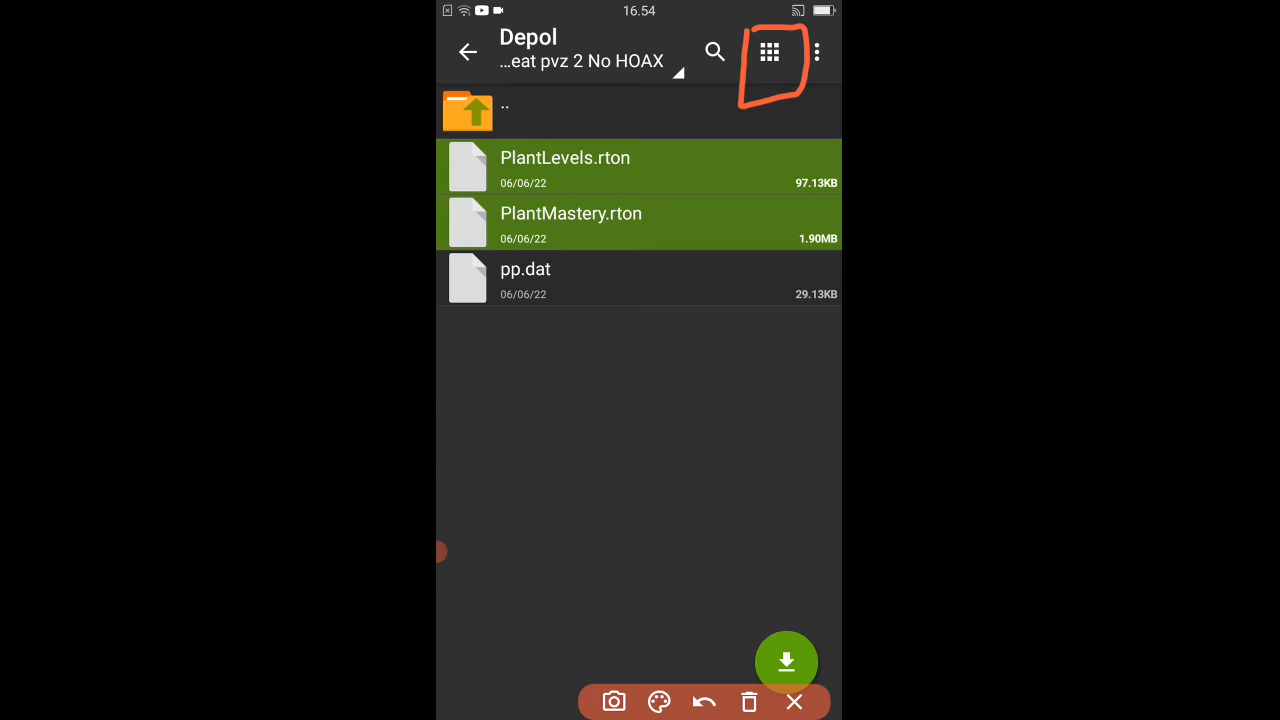 16.54
Depol
...eat pvz 2 No HOAX
..
PlantLevels.rton
06/06/22
97.13KB
PlantMastery.rton
06/06/22
1.90MB
pp.dat
06/06/22
29.13KB